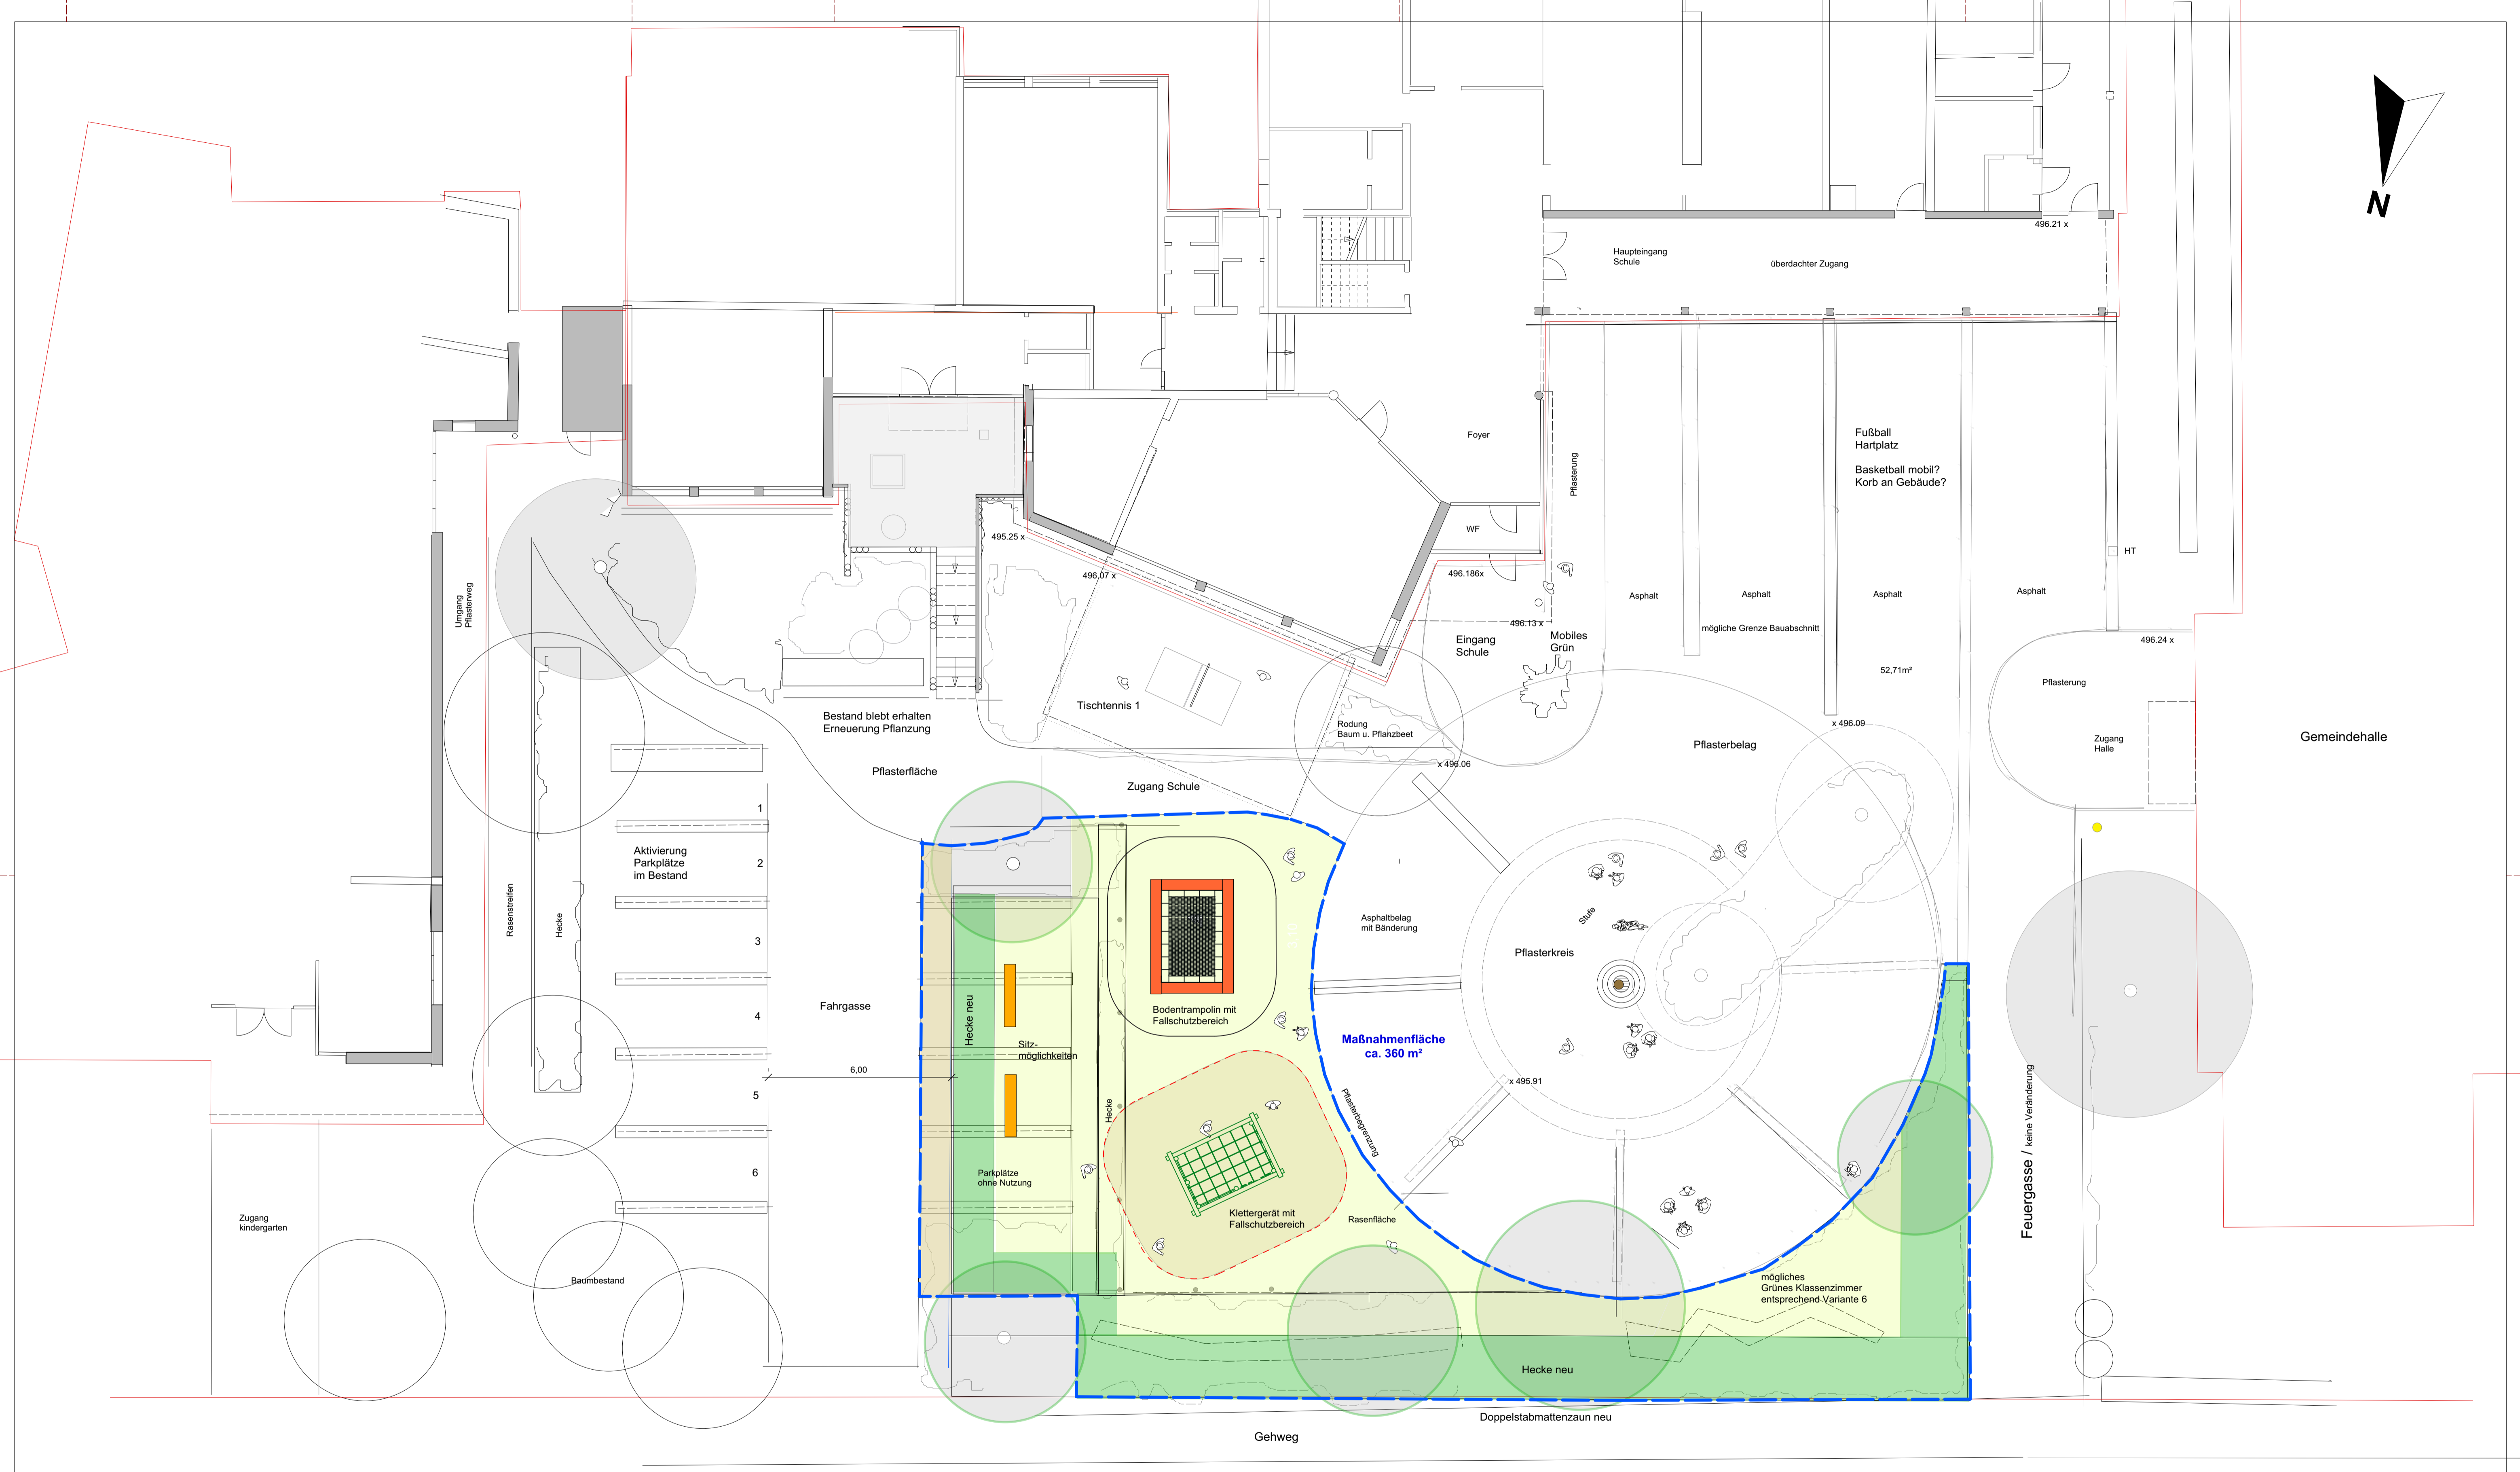 N
496.21 x
Haupteingang
Schule
überdachter Zugang
Foyer
Pflasterung
Fußball
Hartplatz
Basketball mobil?
Korb an Gebäude?
WF
495.25 x
496.07 x
496.186x
HT
Umgang
Pflasterweg
Asphalt
Asphalt
Asphalt
Asphalt
496.13 x
mögliche Grenze Bauabschnitt
Eingang
Schule
Mobiles
Grün
496.24 x
52,71m²
Pflasterung
Tischtennis 1
Bestand blebt erhalten
Erneuerung Pflanzung
Rodung
Baum u. Pflanzbeet
x 496.09
Pflasterbelag
Zugang
Halle
Gemeindehalle
x 496.06
Pflasterfläche
Zugang Schule
1
Aktivierung
Parkplätze
im Bestand
2
Rasenstreifen
Hecke
3
Asphaltbelag
mit Bänderung
Stufe
Pflasterkreis
4
Fahrgasse
Hecke neu
Bodentrampolin mit
Fallschutzbereich
Sitz-
möglichkeiten
Maßnahmenfläche
ca. 360 m²
6,00
x 495.91
5
Hecke
Pflasterbegrenzung
Feuergasse / keine Veränderung
6
Parkplätze
ohne Nutzung
Klettergerät mit
Fallschutzbereich
Rasenfläche
Zugang
kindergarten
Baumbestand
mögliches
Grünes Klassenzimmer
entsprechend Variante 6
Hecke neu
Doppelstabmattenzaun neu
Gehweg